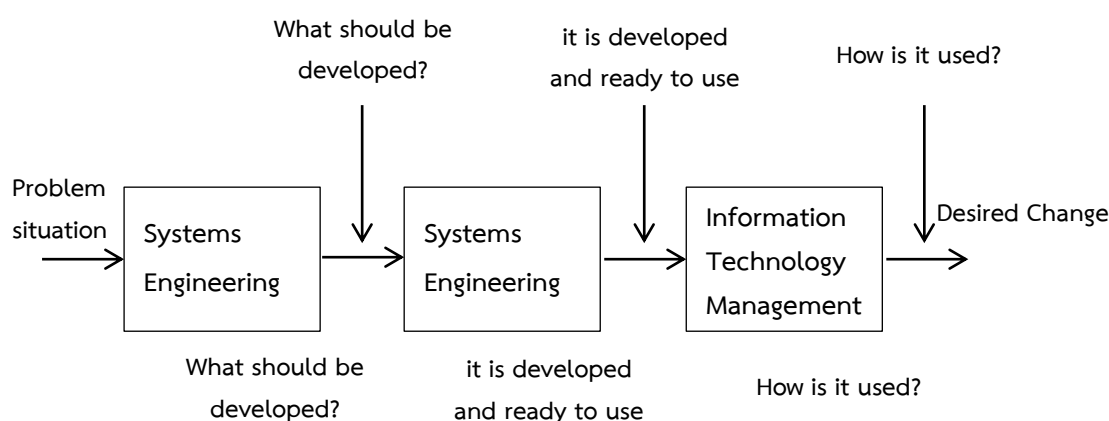 What should be
developed?
it is developed
and ready to use
How is it used?
Problem
situation
Systems
Engineering
Systems
Engineering
Information
Technology
Management
Desired Change
What should be
developed?
it is developed
and ready to use
How is it used?